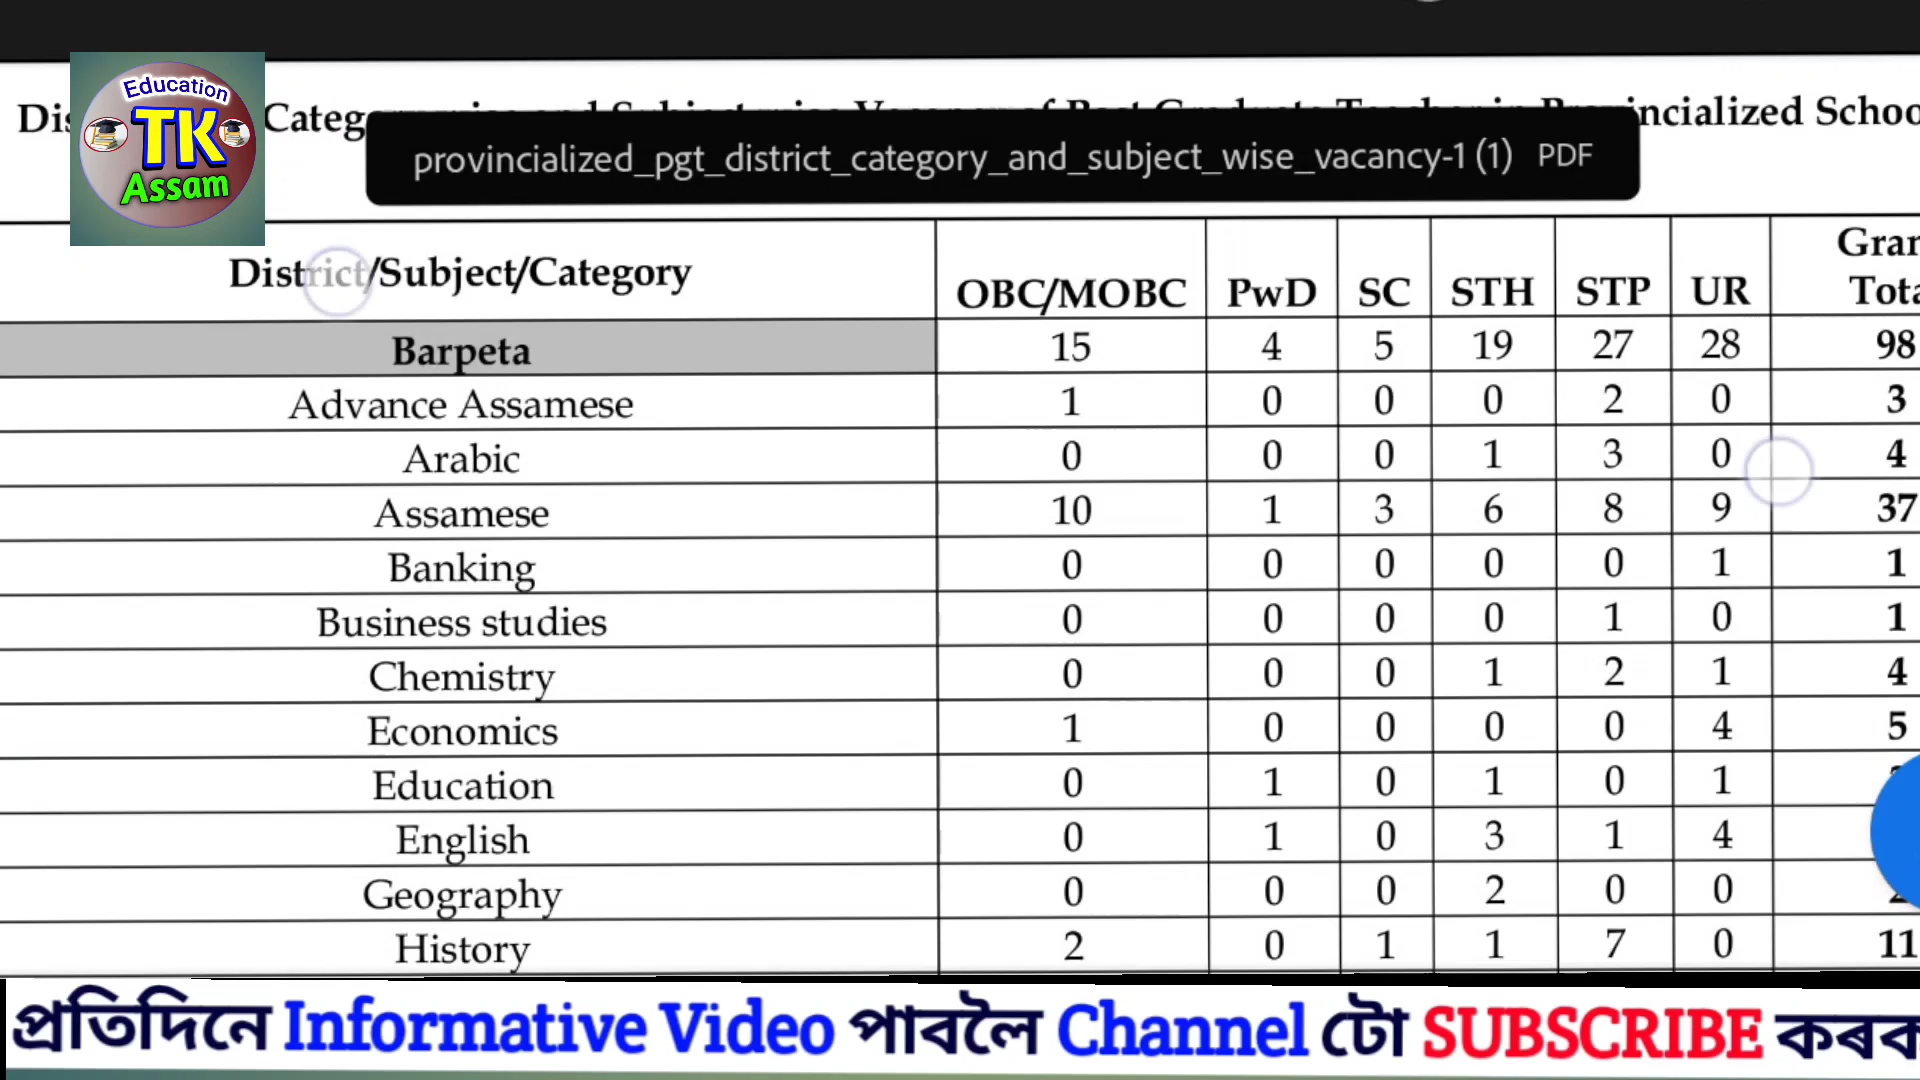 Education
TK
Assam
Categ
ncialized Schoo
provincialized_pgt_district_category_and_subject_wise_vacancy-1 (1) PDF
District/Subject/Category OBC/MOBC PwD SC STH STP UR Gran Tota
Barpeta 15 4 5 19 27 28 98
Advance Assamese 1 0 0 0 2 0 3
Arabic 0 0 0 1 3 0 4
Assamese 10 1 3 6 8 9 37
Banking 0 0 0 0 0 1 1
Business studies 0 0 0 0 1 0 1
Chemistry 0 0 0 1 2 1 4
Economics 1 0 0 0 0 4 5
Education 0 1 0 1 0 1
English 0 1 0 3 1 4
Geography 0 0 0 2 0 0
History 2 0 1 1 7 0 11
প্ৰতিদিনে Informative Video পাবলৈ Channel টো SUBSCRIBE কৰক